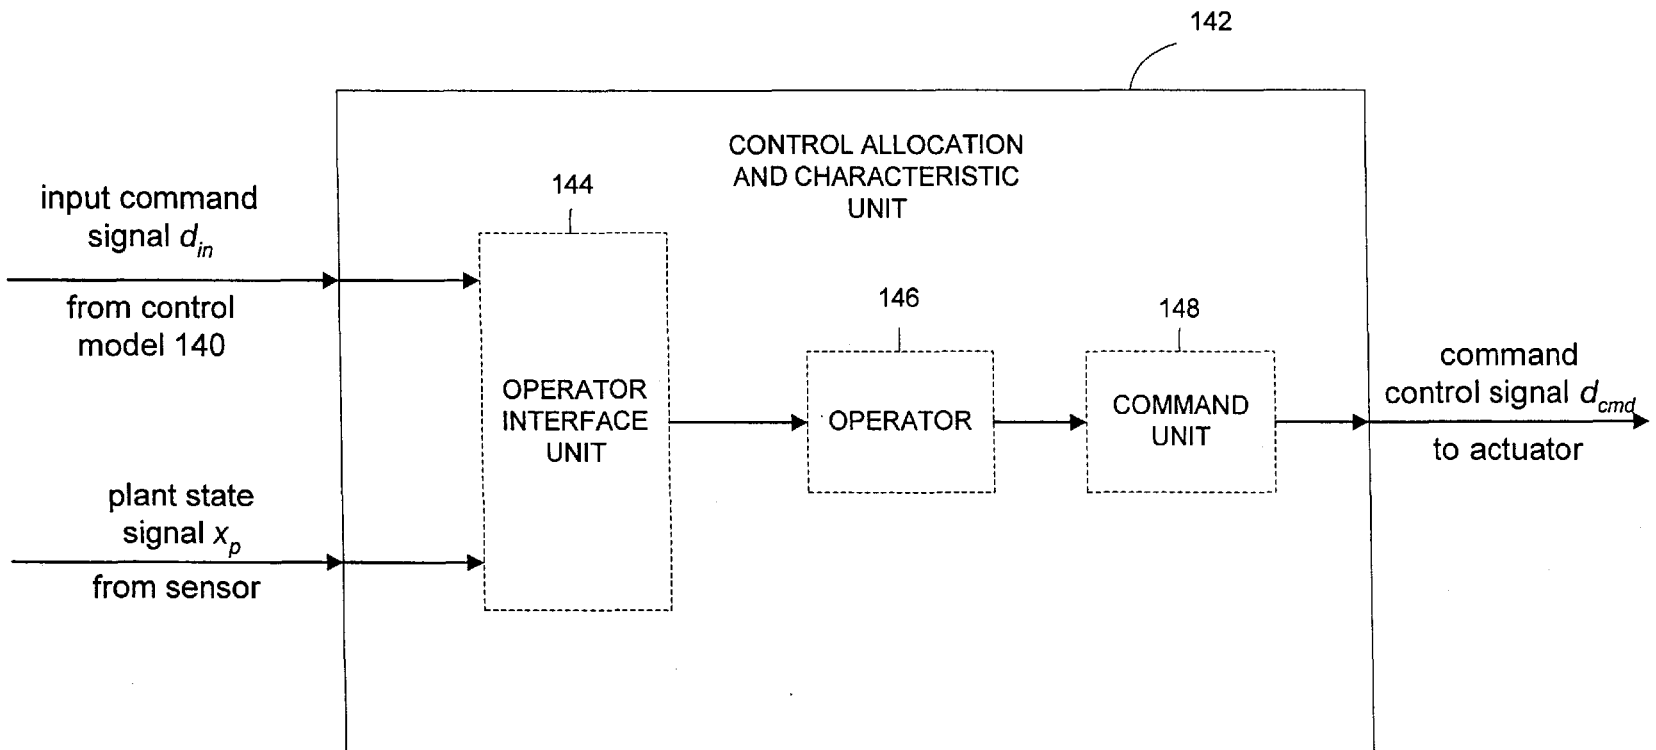 142
CONTROL ALLOCATION
AND CHARACTERISTIC
UNIT
144
input command
signal d_in
from control
model 140
146
148
OPERATOR
INTERFACE
UNIT
OPERATOR
COMMAND
UNIT
command
control signal d_cmd
to actuator
plant state
signal x_p
from sensor